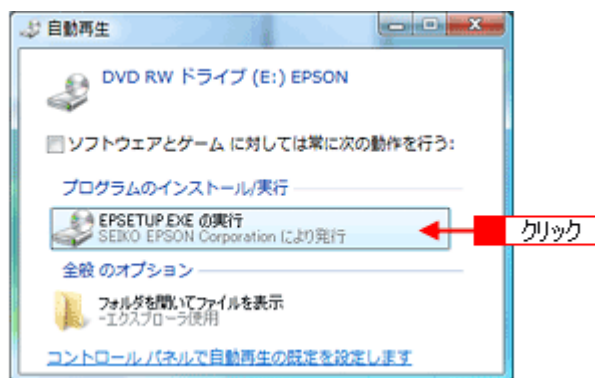 自動再生
DVD RW ドライブ (E:) EPSON
ソフトウェアとゲーム に対しては常に次の動作を行う:
プログラムのインストール/実行
EPSETUP.EXE の実行
SEIKO EPSON Corporation により発行
クリック
全般 のオプション
フォルダを開いてファイルを表示
-エクスプローラ使用
コントロール パネルで自動再生の既定を設定します